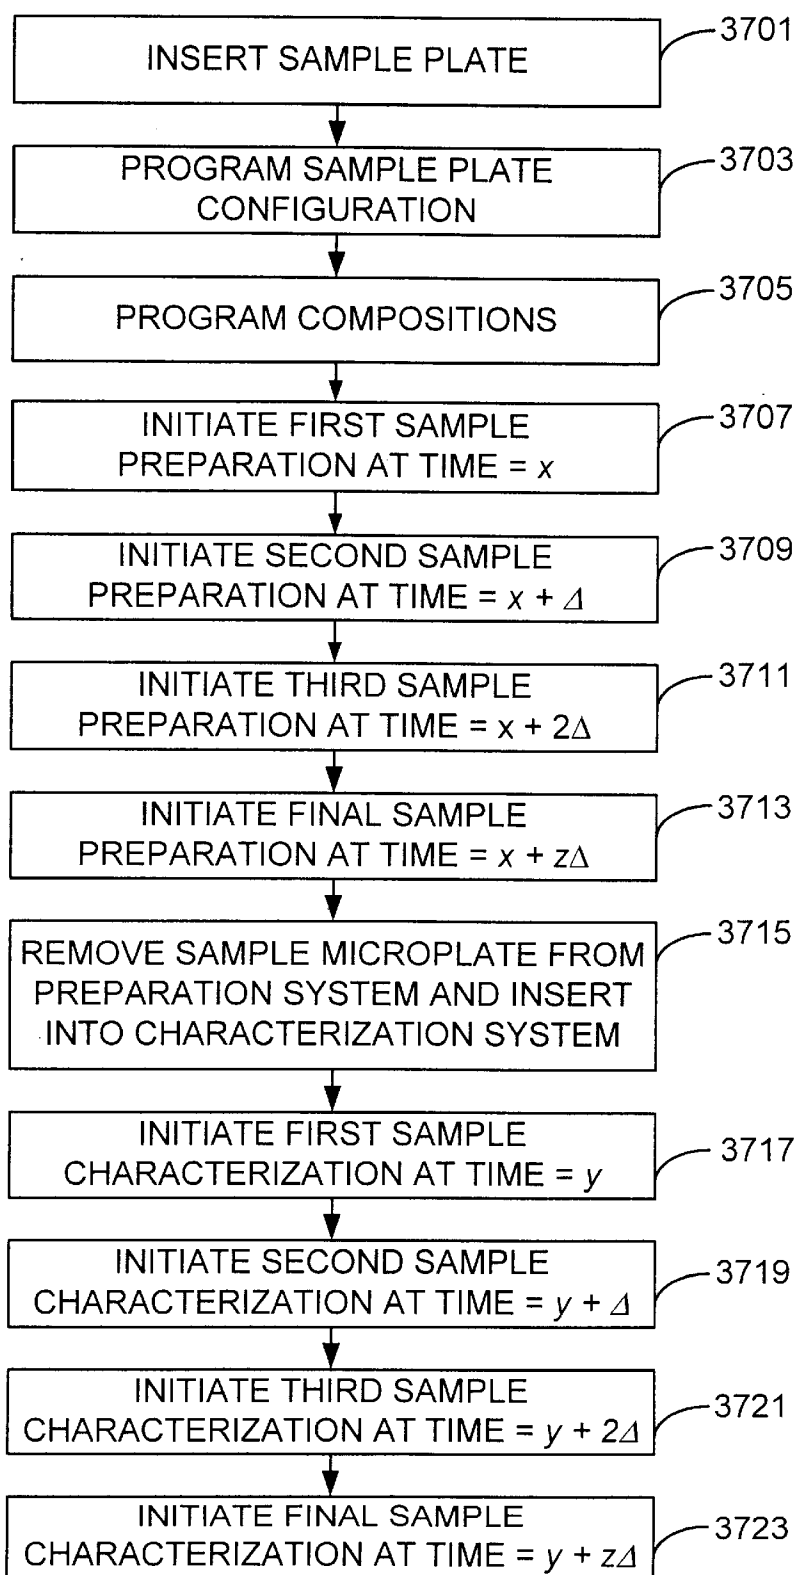 INSERT SAMPLE PLATE
3701
PROGRAM SAMPLE PLATE
CONFIGURATION
3703
PROGRAM COMPOSITIONS
3705
INITIATE FIRST SAMPLE
PREPARATION AT TIME = x
3707
INITIATE SECOND SAMPLE
PREPARATION AT TIME = x + Δ
3709
INITIATE THIRD SAMPLE
PREPARATION AT TIME = x + 2Δ
3711
INITIATE FINAL SAMPLE
PREPARATION AT TIME = x + zΔ
3713
REMOVE SAMPLE MICROPLATE FROM
PREPARATION SYSTEM AND INSERT
INTO CHARACTERIZATION SYSTEM
3715
INITIATE FIRST SAMPLE
CHARACTERIZATION AT TIME = y
3717
INITIATE SECOND SAMPLE
CHARACTERIZATION AT TIME = y + Δ
3719
INITIATE THIRD SAMPLE
CHARACTERIZATION AT TIME = y + 2Δ
3721
INITIATE FINAL SAMPLE
CHARACTERIZATION AT TIME = y + zΔ
3723